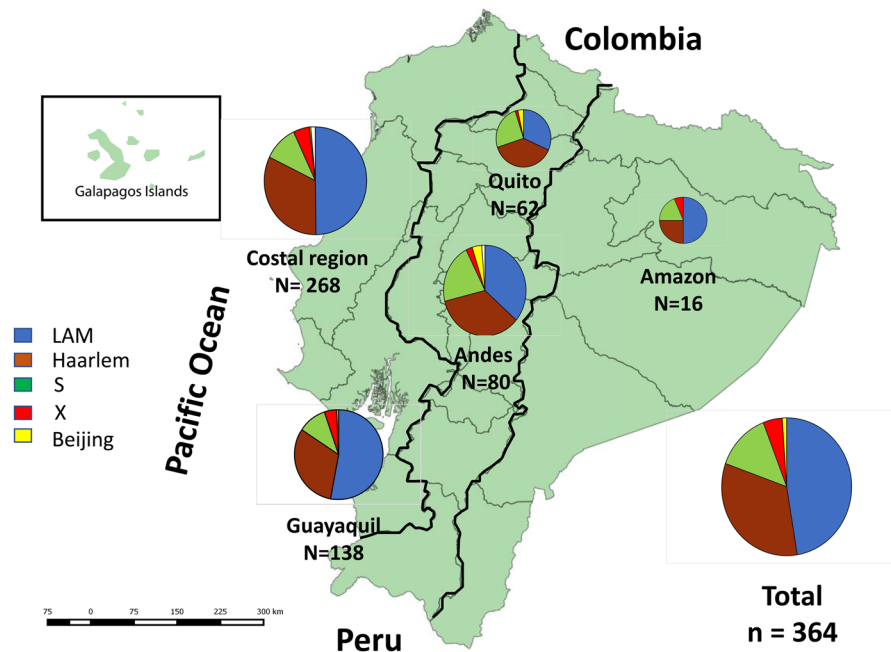 Colombia
Galapagos Islands
Quito
N=62
Costal region
N= 268
Amazon
N=16
Pacific Ocean
LAM
Haarlem
S
X
Beijing
Andes
N=80
Guayaquil
N=138
75 0 75 150 225 300 km
Peru
Total
n = 364